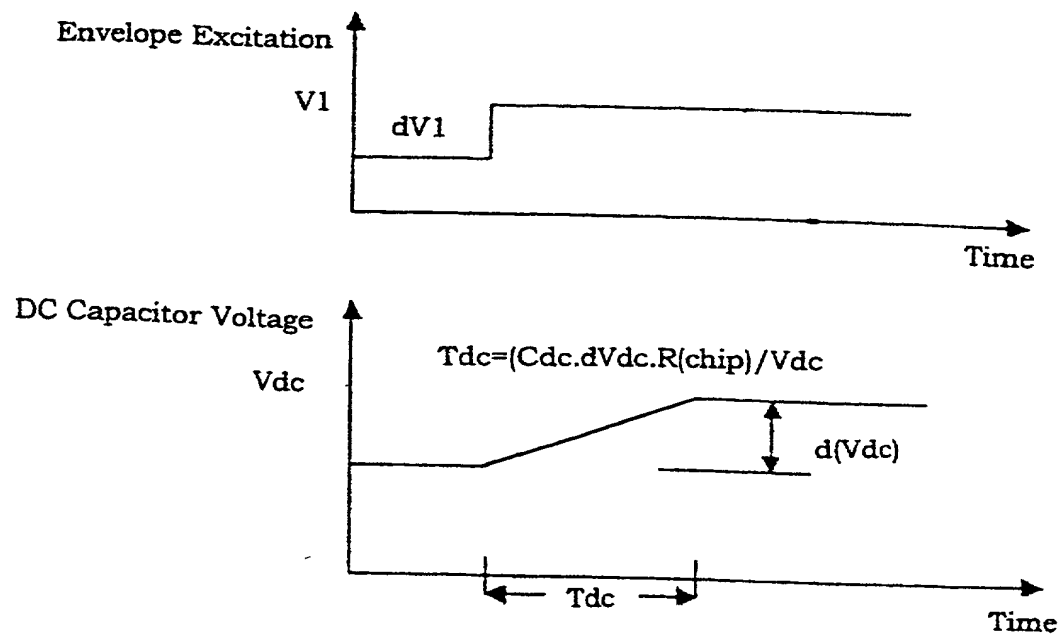 Envelope Excitation
V1
dV1
Time
DC Capacitor Voltage
Tdc=(Cdc.dVdc.R(chip)/Vdc
Vdc
d(Vdc)
Tdc
Time